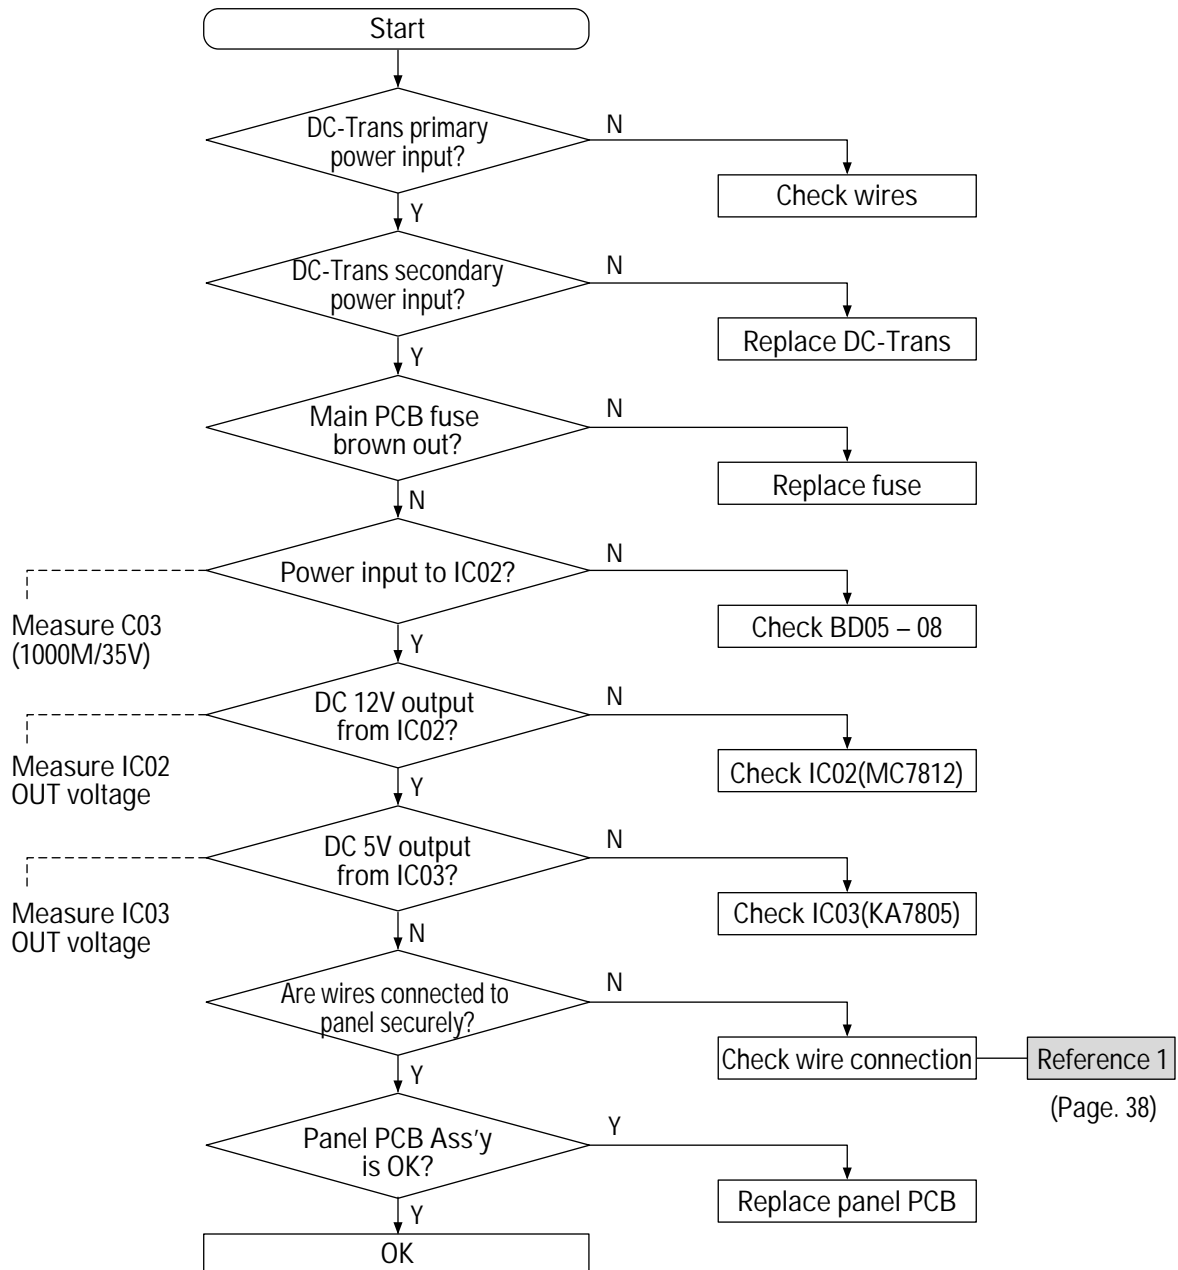 Start
DC-Trans primary
power input?
N
Check wires
Y
DC-Trans secondary
power input?
N
Replace DC-Trans
Y
Main PCB fuse
brown out?
N
Replace fuse
N
Power input to IC02?
N
Check BD05 – 08
Measure C03
(1000M/35V)
Y
DC 12V output
from IC02?
N
Check IC02(MC7812)
Measure IC02
OUT voltage
Y
DC 5V output
from IC03?
N
Check IC03(KA7805)
Measure IC03
OUT voltage
N
Are wires connected to
panel securely?
N
Check wire connection
Reference 1
(Page. 38)
Y
Panel PCB Ass'y
is OK?
Y
Replace panel PCB
Y
OK